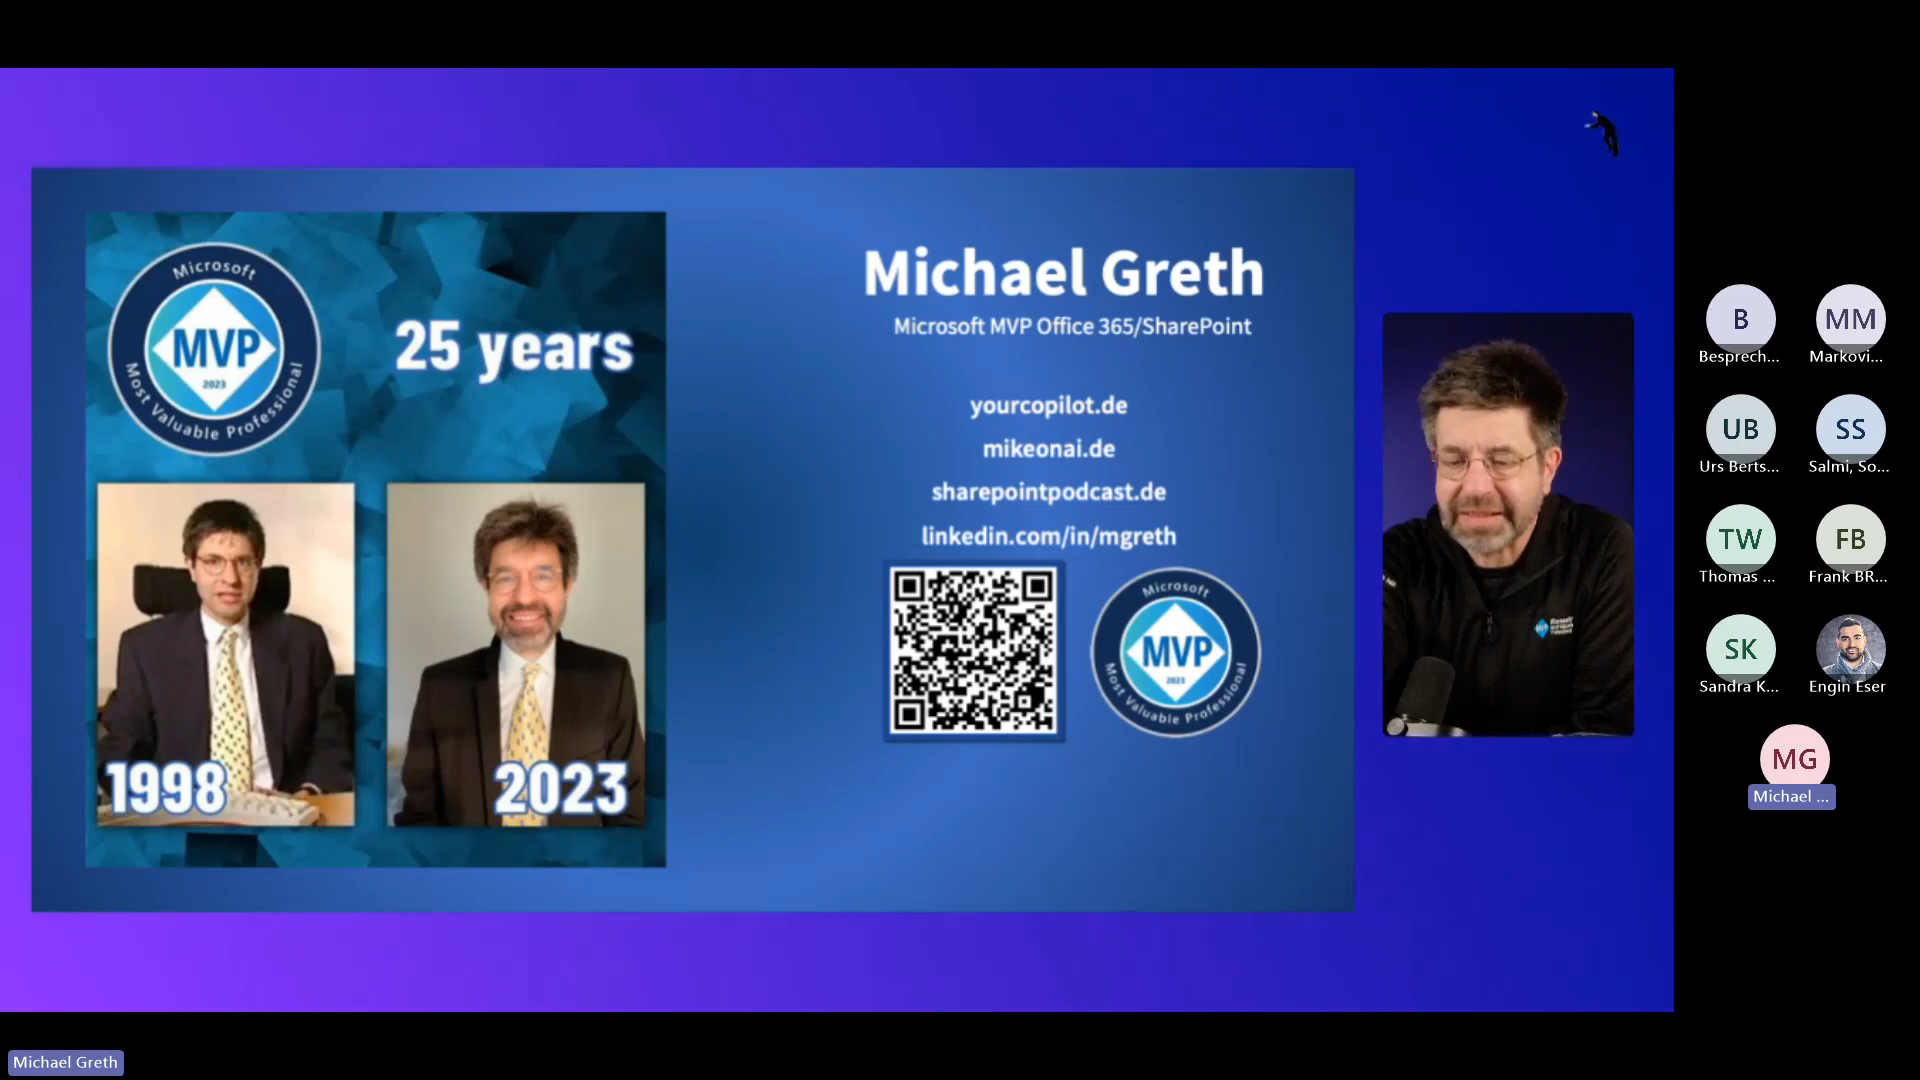 Microsoft
MVP
2023
Most Valuable Professional
25 years
1998
2023
Michael Greth
Microsoft MVP Office 365/SharePoint
yourcopilot.de
mikeonai.de
sharepointpodcast.de
linkedin.com/in/mgreth
Microsoft
MVP
2023
Most Valuable Professional
B
Besprech...
MM
Markovi...
UB
Urs Berts...
SS
Salmi, So...
TW
Thomas ...
FB
Frank BR...
SK
Sandra K...
Engin Eser
MG
Michael ...
Michael Greth